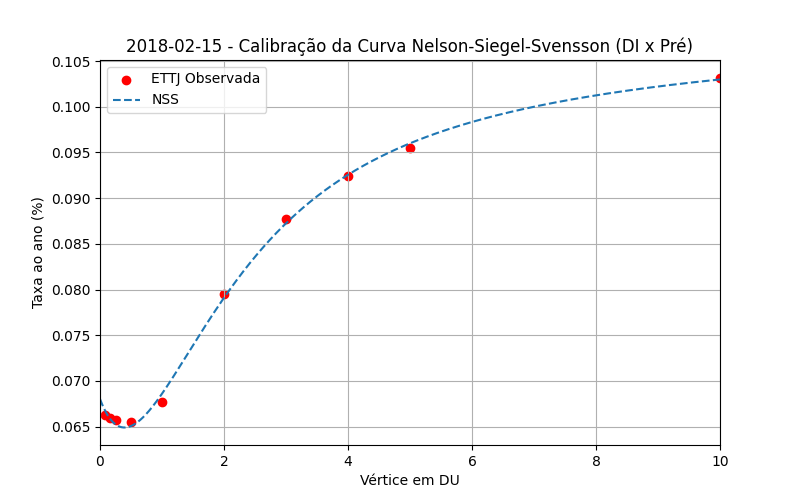 2018-02-15 - Calibração da Curva Nelson-Siegel-Svensson (DI x Pré)
ETTJ Observada
NSS
Taxa ao ano (%)
0.105
0.100
0.095
0.090
0.085
0.080
0.075
0.070
0.065
0 2 4 6 8 10
Vértice em DU